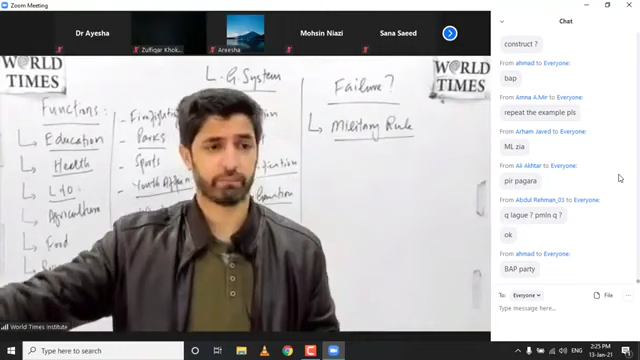 Zoom Meeting
Dr Ayesha
Zulfiqar Khok...
Areesha
Mohsin Niazi
Sana Saeed
W@RLD
TIMES
L.G. System
Failure?
Military Rule
Functions:
Education
Health
L to.
Agriculture
Food
Firefighting
Parks
Sports
Youth Affairs
W@RLD
TIMES
World Times Institute
Chat
construct ?
From ahmad to Everyone:
bap
From Amna A.Mir to Everyone:
repeat the example pls
From Arham Javed to Everyone:
ML zia
From Ali Akhtar to Everyone:
pir pagara
From Abdul Rehman_03 to Everyone:
q lague ? pmln q ?
ok
From ahmad to Everyone:
BAP party
To: Everyone
File
Type message here...
Type here to search
2:25 PM
13-Jan-21